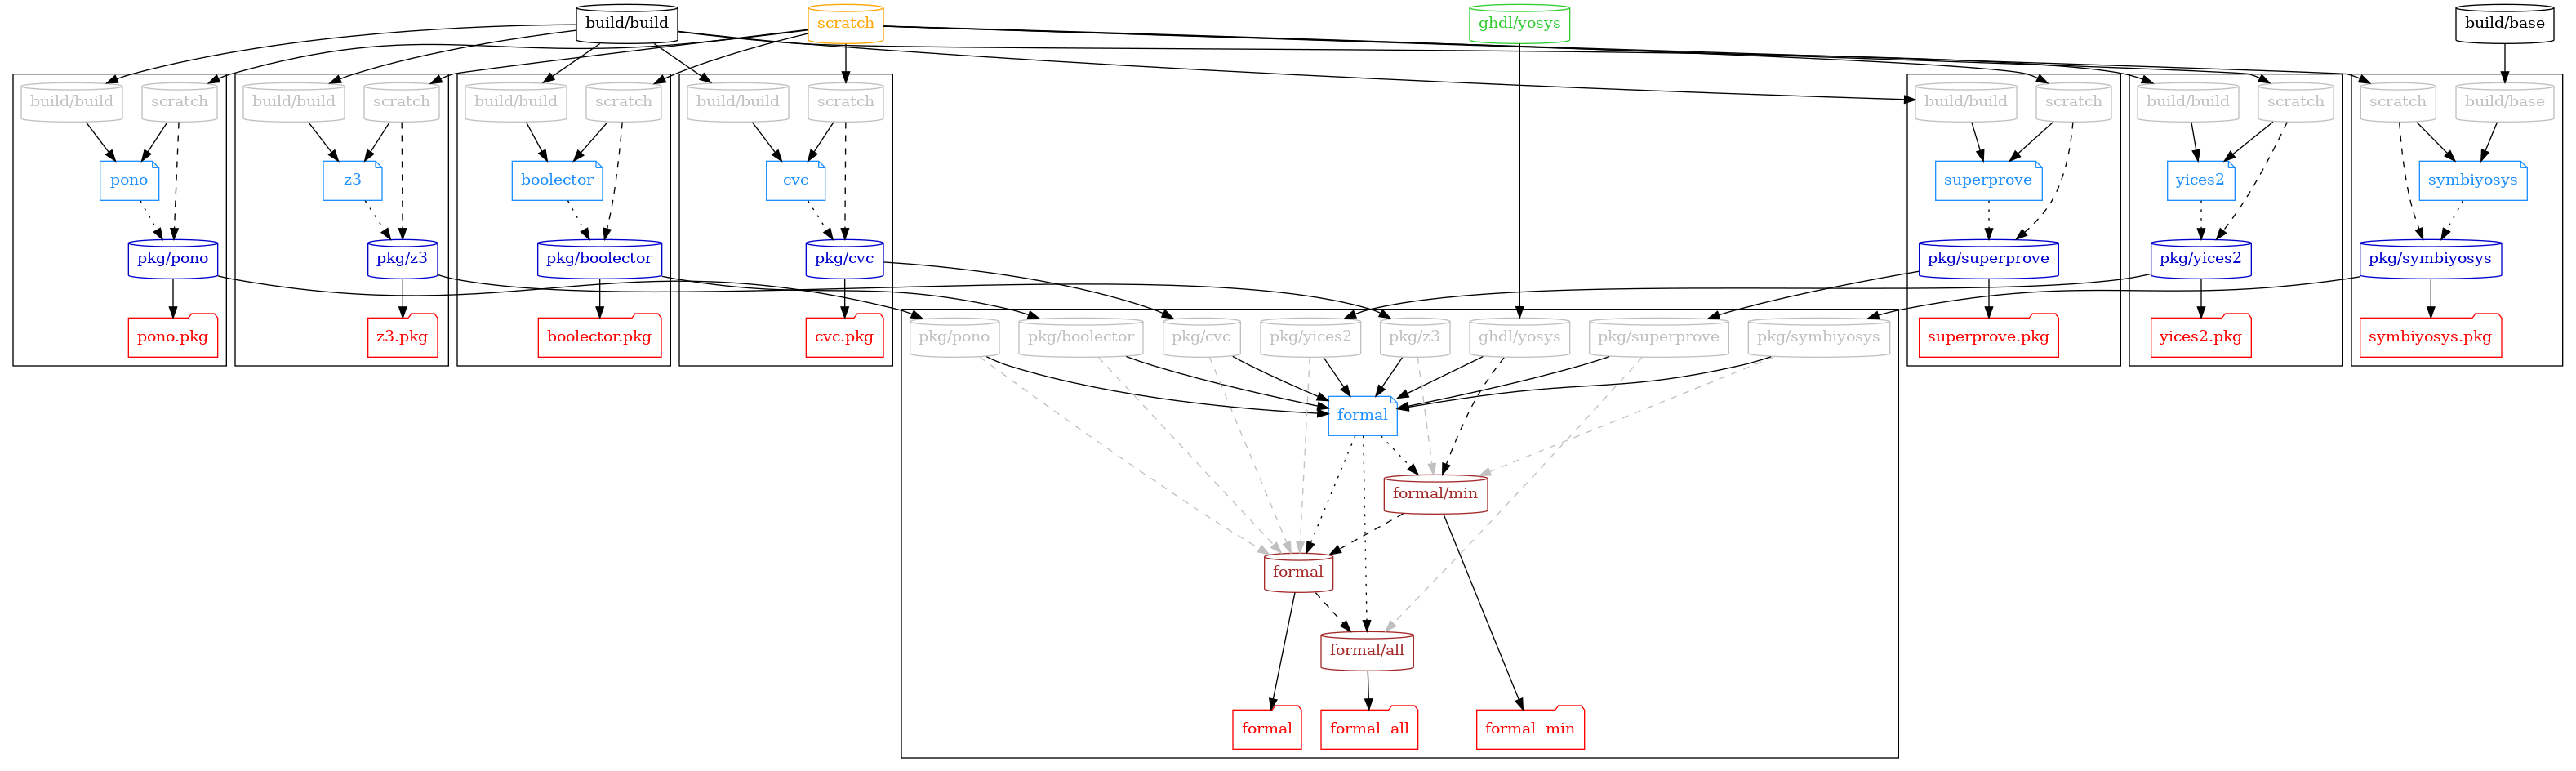 build/build
scratch
ghdl/yosys
build/base
build/build
scratch
build/build
scratch
build/build
scratch
build/build
scratch
build/build
scratch
build/build
scratch
scratch
build/base
pono
z3
boolector
cvc
superprove
yices2
symbiyosys
pkg/pono
pkg/z3
pkg/boolector
pkg/cvc
pkg/superprove
pkg/yices2
pkg/symbiyosys
pono.pkg
z3.pkg
boolector.pkg
cvc.pkg
pkg/pono
pkg/boolector
pkg/cvc
pkg/yices2
pkg/z3
ghdl/yosys
pkg/superprove
pkg/symbiyosys
superprove.pkg
yices2.pkg
symbiyosys.pkg
formal
formal/min
formal
formal/all
formal
formal--all
formal--min